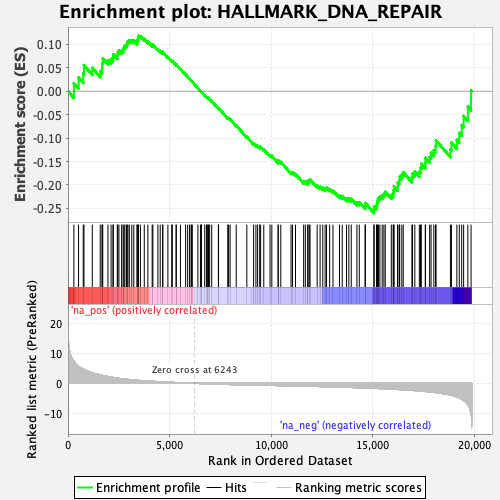 Enrichment plot: HALLMARK_DNA_REPAIR
Enrichment score (ES)
0.10
0.05
0.00
-0.05
-0.10
-0.15
-0.20
-0.25
'na_pos' (positively correlated)
Ranked list metric (PreRanked)
20
10
0
-10
Zero cross at 6243
'na_neg' (negatively correlated)
0
5,000
10,000
15,000
20,000
Rank in Ordered Dataset
Enrichment profile
Hits
Ranking metric scores